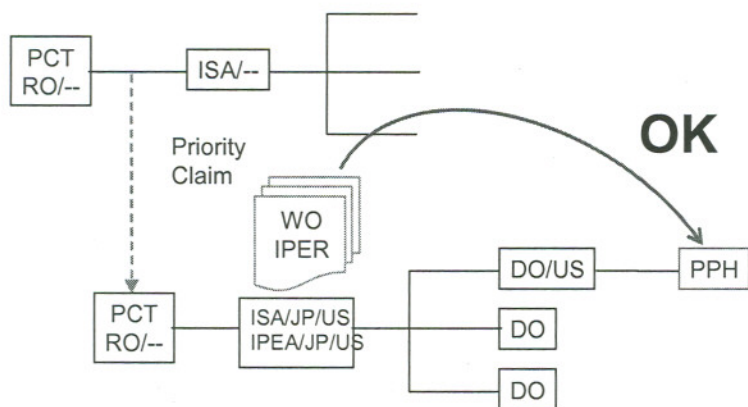 PCT
RO/--
ISA/--
OK
Priority
Claim
WO
IPER
DO/US
PPH
PCT
RO/--
ISA/JP/US
IPEA/JP/US
DO
DO